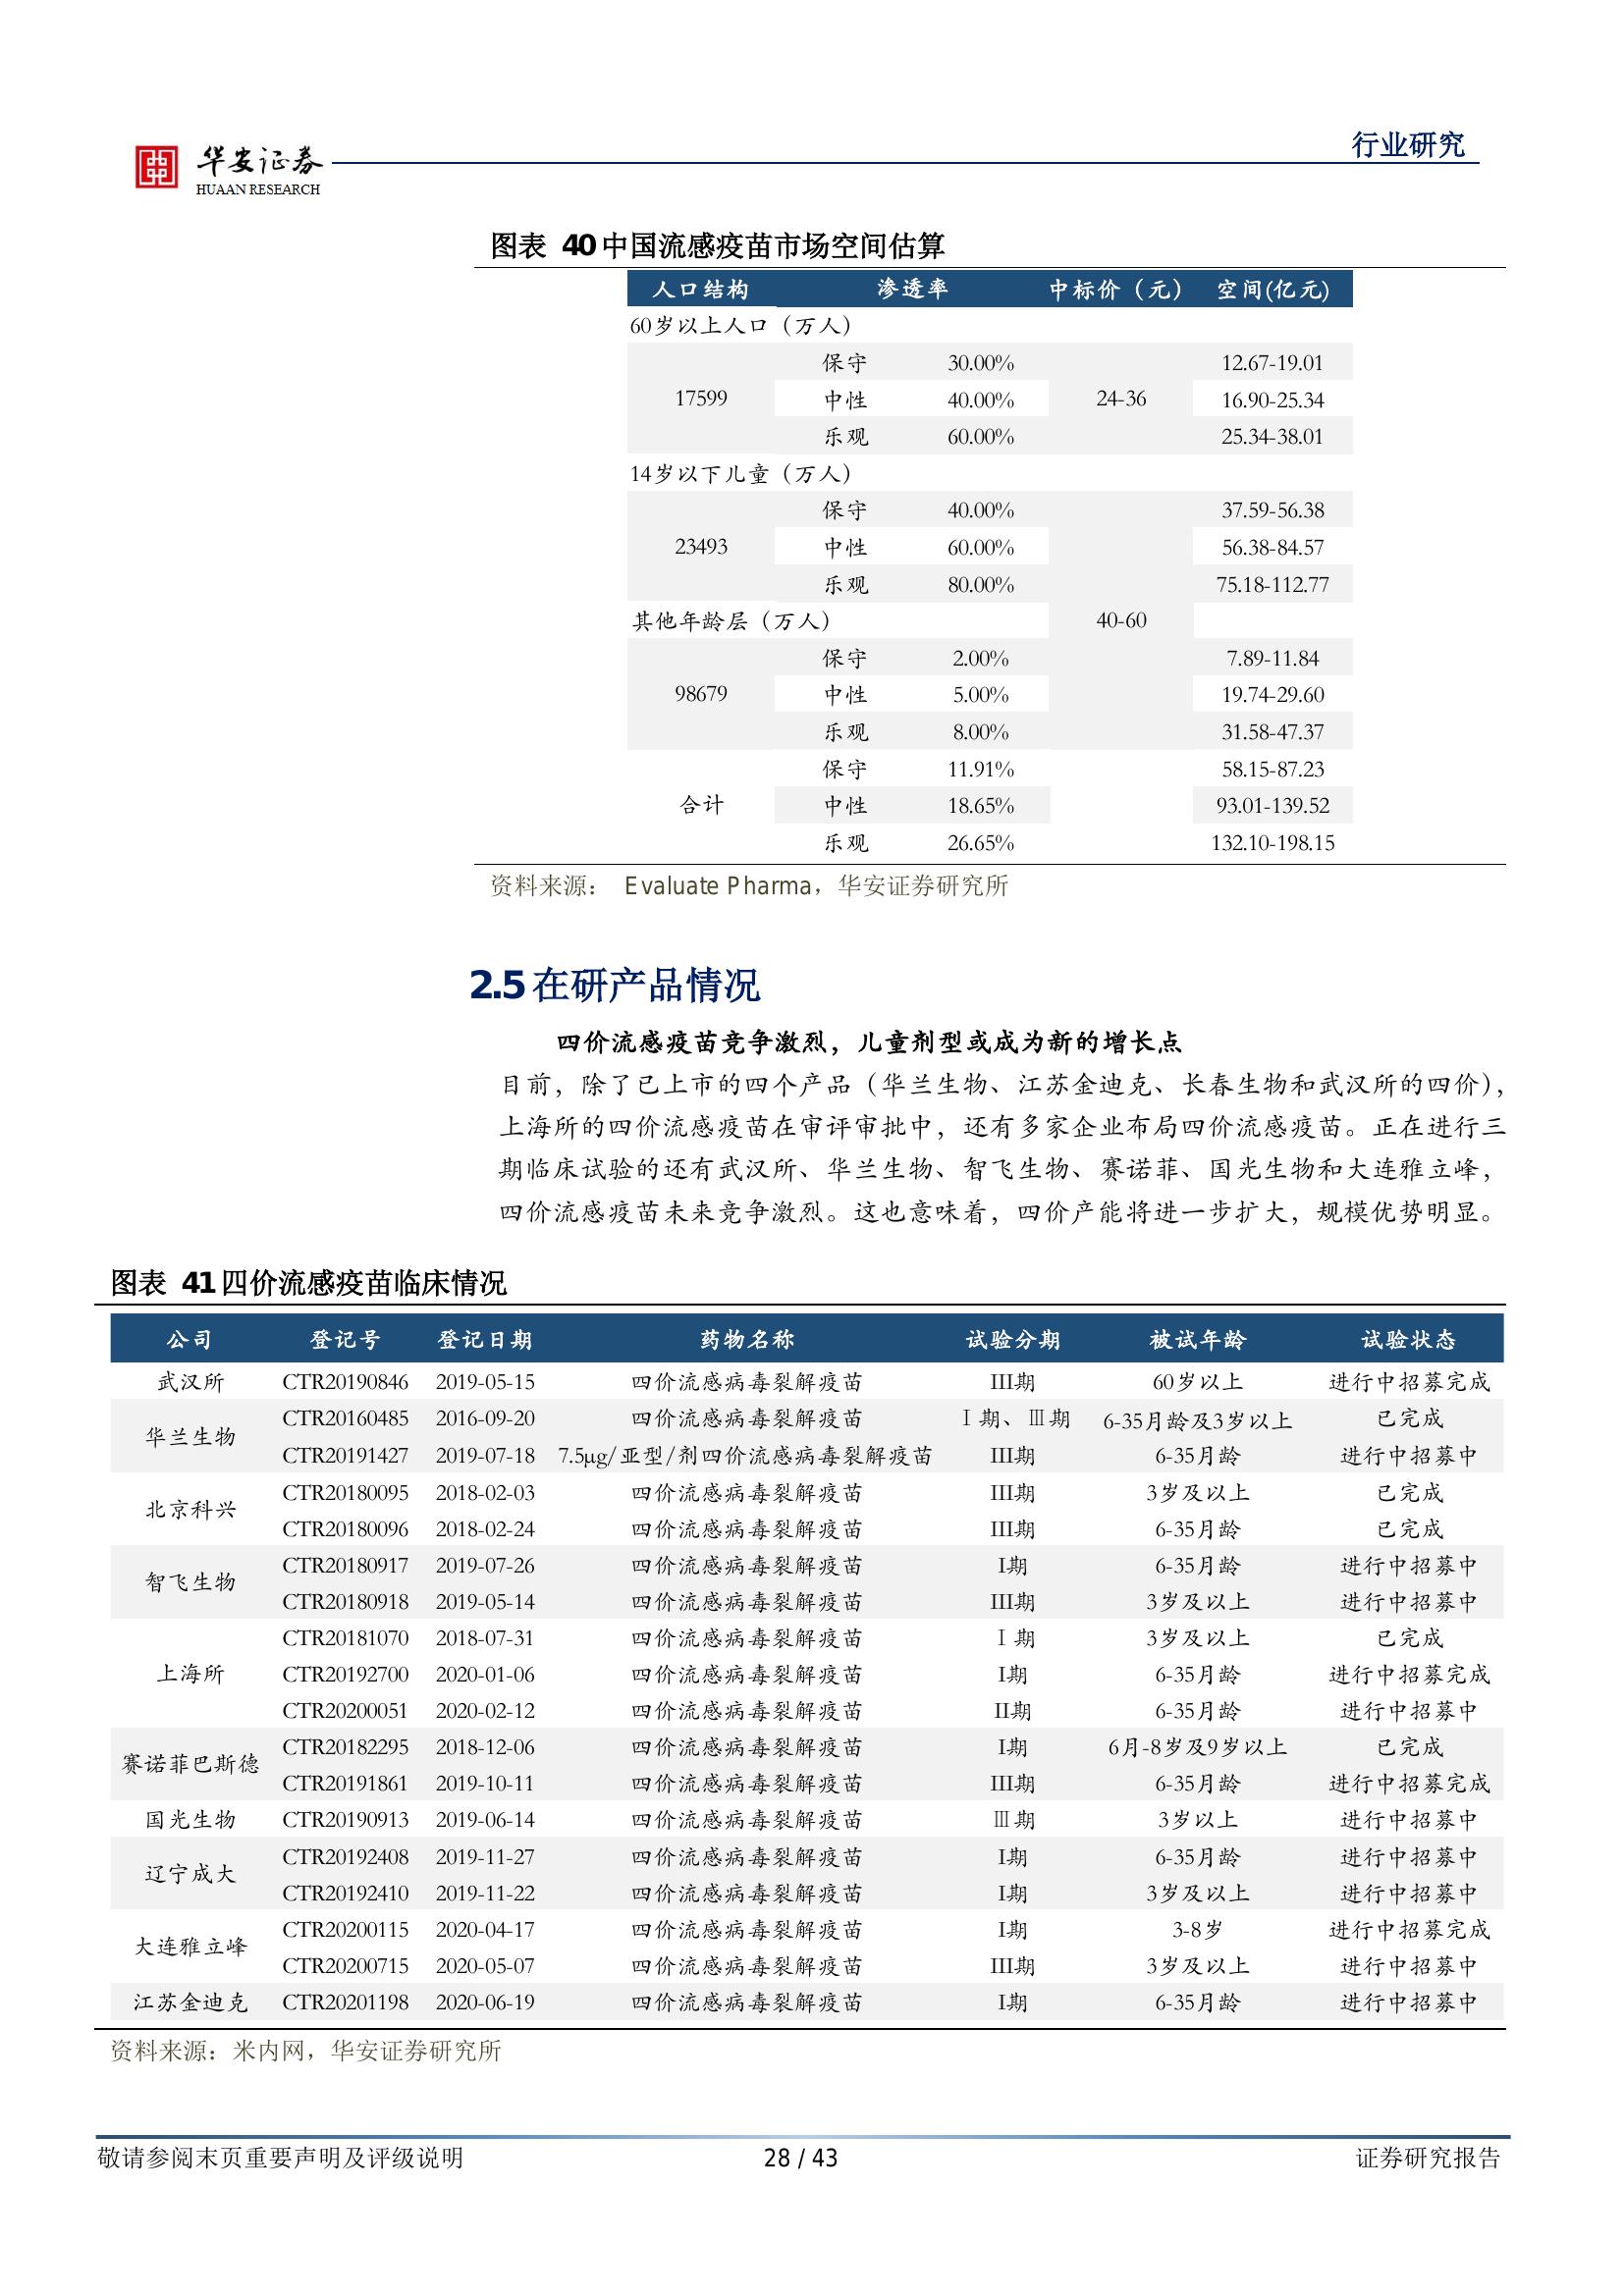 华安证券
HUAAN RESEARCH
行业研究
图表 40 中国流感疫苗市场空间估算
人口结构 渗透率 中标价（元） 空间(亿元)
60岁以上人口（万人）
17599 保守 30.00% 24-36 12.67-19.01
中性 40.00% 16.90-25.34
乐观 60.00% 25.34-38.01
14岁以下儿童（万人）
23493 保守 40.00% 37.59-56.38
中性 60.00% 56.38-84.57
乐观 80.00% 75.18-112.77
其他年龄层（万人） 40-60
98679 保守 2.00% 7.89-11.84
中性 5.00% 19.74-29.60
乐观 8.00% 31.58-47.37
合计 保守 11.91% 58.15-87.23
中性 18.65% 93.01-139.52
乐观 26.65% 132.10-198.15
资料来源： Evaluate Pharma，华安证券研究所
2.5 在研产品情况
四价流感疫苗竞争激烈，儿童剂型或成为新的增长点
目前，除了已上市的四个产品（华兰生物、江苏金迪克、长春生物和武汉所的四价），
上海所的四价流感疫苗在审评审批中，还有多家企业布局四价流感疫苗。正在进行三
期临床试验的还有武汉所、华兰生物、智飞生物、赛诺菲、国光生物和大连雅立峰，
四价流感疫苗未来竞争激烈。这也意味着，四价产能将进一步扩大，规模优势明显。
图表 41 四价流感疫苗临床情况
公司 登记号 登记日期 药物名称 试验分期 被试年龄 试验状态
武汉所 CTR20190846 2019-05-15 四价流感病毒裂解疫苗 III期 60岁以上 进行中招募完成
华兰生物 CTR20160485 2016-09-20 四价流感病毒裂解疫苗 Ⅰ期、Ⅲ期 6-35月龄及3岁以上 已完成
CTR20191427 2019-07-18 7.5μg/亚型/剂四价流感病毒裂解疫苗 III期 6-35月龄 进行中招募中
北京科兴 CTR20180095 2018-02-03 四价流感病毒裂解疫苗 III期 3岁及以上 已完成
CTR20180096 2018-02-24 四价流感病毒裂解疫苗 III期 6-35月龄 已完成
智飞生物 CTR20180917 2019-07-26 四价流感病毒裂解疫苗 I期 6-35月龄 进行中招募中
CTR20180918 2019-05-14 四价流感病毒裂解疫苗 III期 3岁及以上 进行中招募中
上海所 CTR20181070 2018-07-31 四价流感病毒裂解疫苗 Ⅰ期 3岁及以上 已完成
CTR20192700 2020-01-06 四价流感病毒裂解疫苗 I期 6-35月龄 进行中招募完成
CTR20200051 2020-02-12 四价流感病毒裂解疫苗 II期 6-35月龄 进行中招募中
赛诺菲巴斯德 CTR20182295 2018-12-06 四价流感病毒裂解疫苗 I期 6月-8岁及9岁以上 已完成
CTR20191861 2019-10-11 四价流感病毒裂解疫苗 III期 6-35月龄 进行中招募完成
国光生物 CTR20190913 2019-06-14 四价流感病毒裂解疫苗 Ⅲ期 3岁以上 进行中招募中
辽宁成大 CTR20192408 2019-11-27 四价流感病毒裂解疫苗 I期 6-35月龄 进行中招募中
CTR20192410 2019-11-22 四价流感病毒裂解疫苗 I期 3岁及以上 进行中招募中
大连雅立峰 CTR20200115 2020-04-17 四价流感病毒裂解疫苗 I期 3-8岁 进行中招募完成
CTR20200715 2020-05-07 四价流感病毒裂解疫苗 III期 3岁及以上 进行中招募中
江苏金迪克 CTR20201198 2020-06-19 四价流感病毒裂解疫苗 I期 6-35月龄 进行中招募中
资料来源：米内网，华安证券研究所
敬请参阅末页重要声明及评级说明 28 / 43 证券研究报告